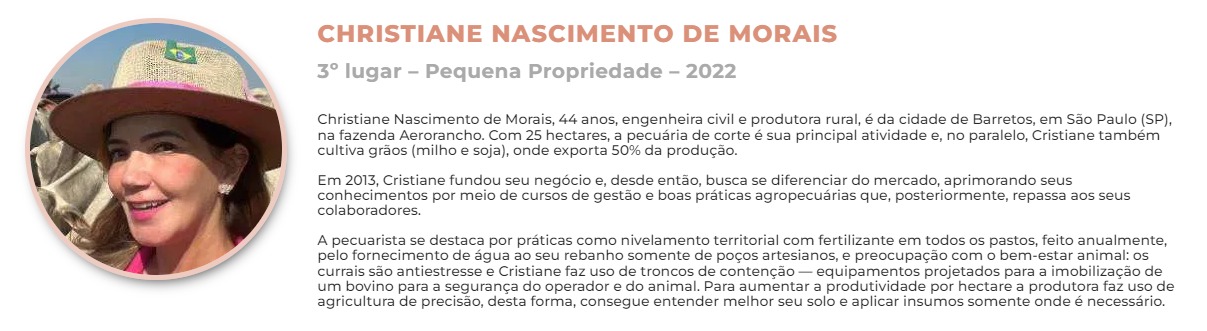 CHRISTIANE NASCIMENTO DE MORAIS
3º lugar – Pequena Propriedade – 2022
Christiane Nascimento de Morais, 44 anos, engenheira civil e produtora rural, é da cidade de Barretos, em São Paulo (SP),
na fazenda Aerorancho. Com 25 hectares, a pecuária de corte é sua principal atividade e, no paralelo, Cristiane também
cultiva grãos (milho e soja), onde exporta 50% da produção.
Em 2013, Cristiane fundou seu negócio e, desde então, busca se diferenciar do mercado, aprimorando seus
conhecimentos por meio de cursos de gestão e boas práticas agropecuárias que, posteriormente, repassa aos seus
colaboradores.
A pecuarista se destaca por práticas como nivelamento territorial com fertilizante em todos os pastos, feito anualmente,
pelo fornecimento de água ao seu rebanho somente de poços artesianos, e preocupação com o bem-estar animal: os
currais são antiestresse e Cristiane faz uso de troncos de contenção — equipamentos projetados para a imobilização de
um bovino para a segurança do operador e do animal. Para aumentar a produtividade por hectare a produtora faz uso de
agricultura de precisão, desta forma, consegue entender melhor seu solo e aplicar insumos somente onde é necessário.